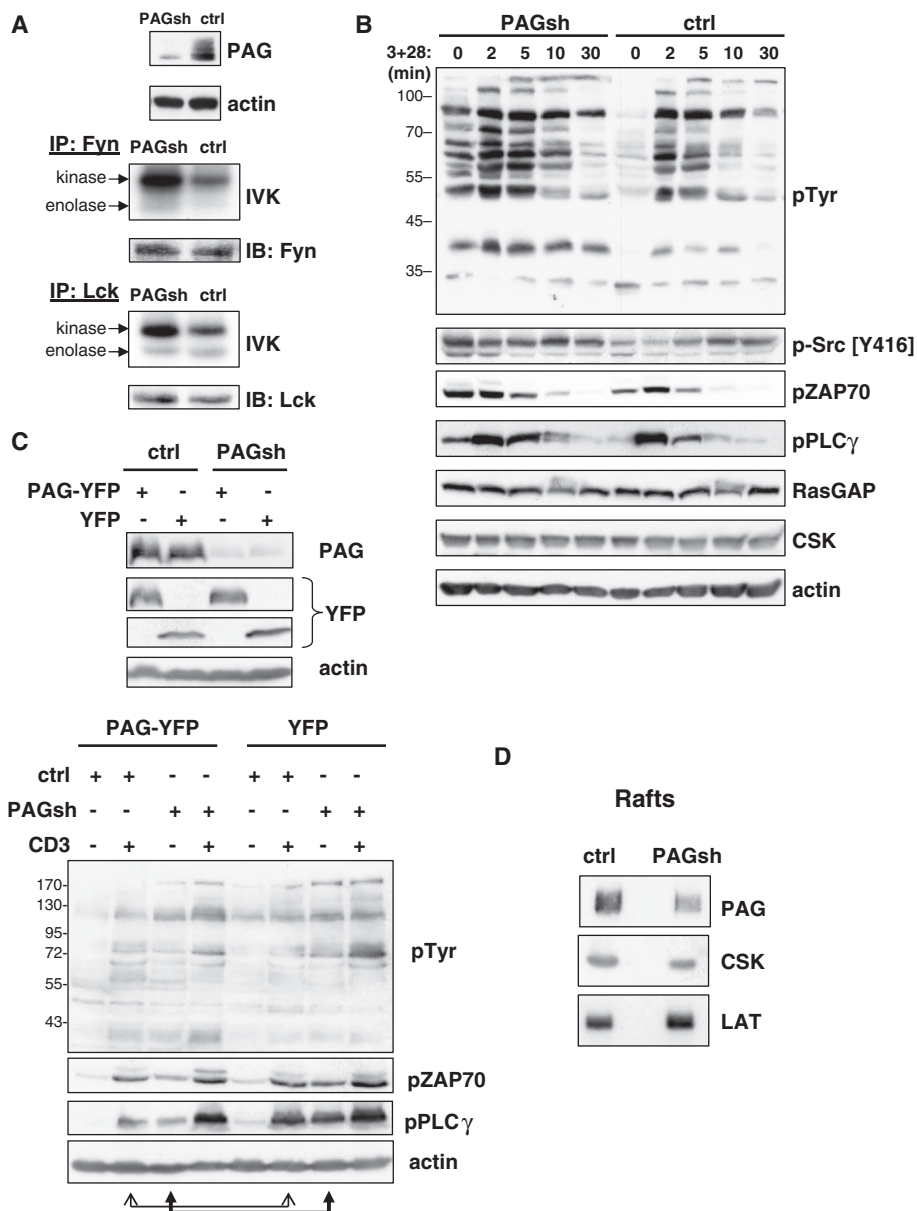 A
PAGsh ctrl
PAG
actin
IP: Fyn PAGsh ctrl
kinase
enolase
IVK
IB: Fyn
IP: Lck PAGsh ctrl
kinase
enolase
IVK
IB: Lck
B
PAGsh ctrl
3+28: 0 2 5 10 30 0 2 5 10 30
(min)
100
70
55
45
35
pTyr
p-Src [Y416]
pZAP70
pPLCγ
RasGAP
CSK
actin
C
ctrl PAGsh
PAG-YFP + - + -
YFP - + - +
PAG
YFP
actin
PAG-YFP YFP
ctrl + + - - + + - -
PAGsh - - + + - - + +
CD3 - + - + - + - +
170
130
95
72
55
43
pTyr
pZAP70
pPLCγ
actin
D
Rafts
ctrl PAGsh
PAG
CSK
LAT